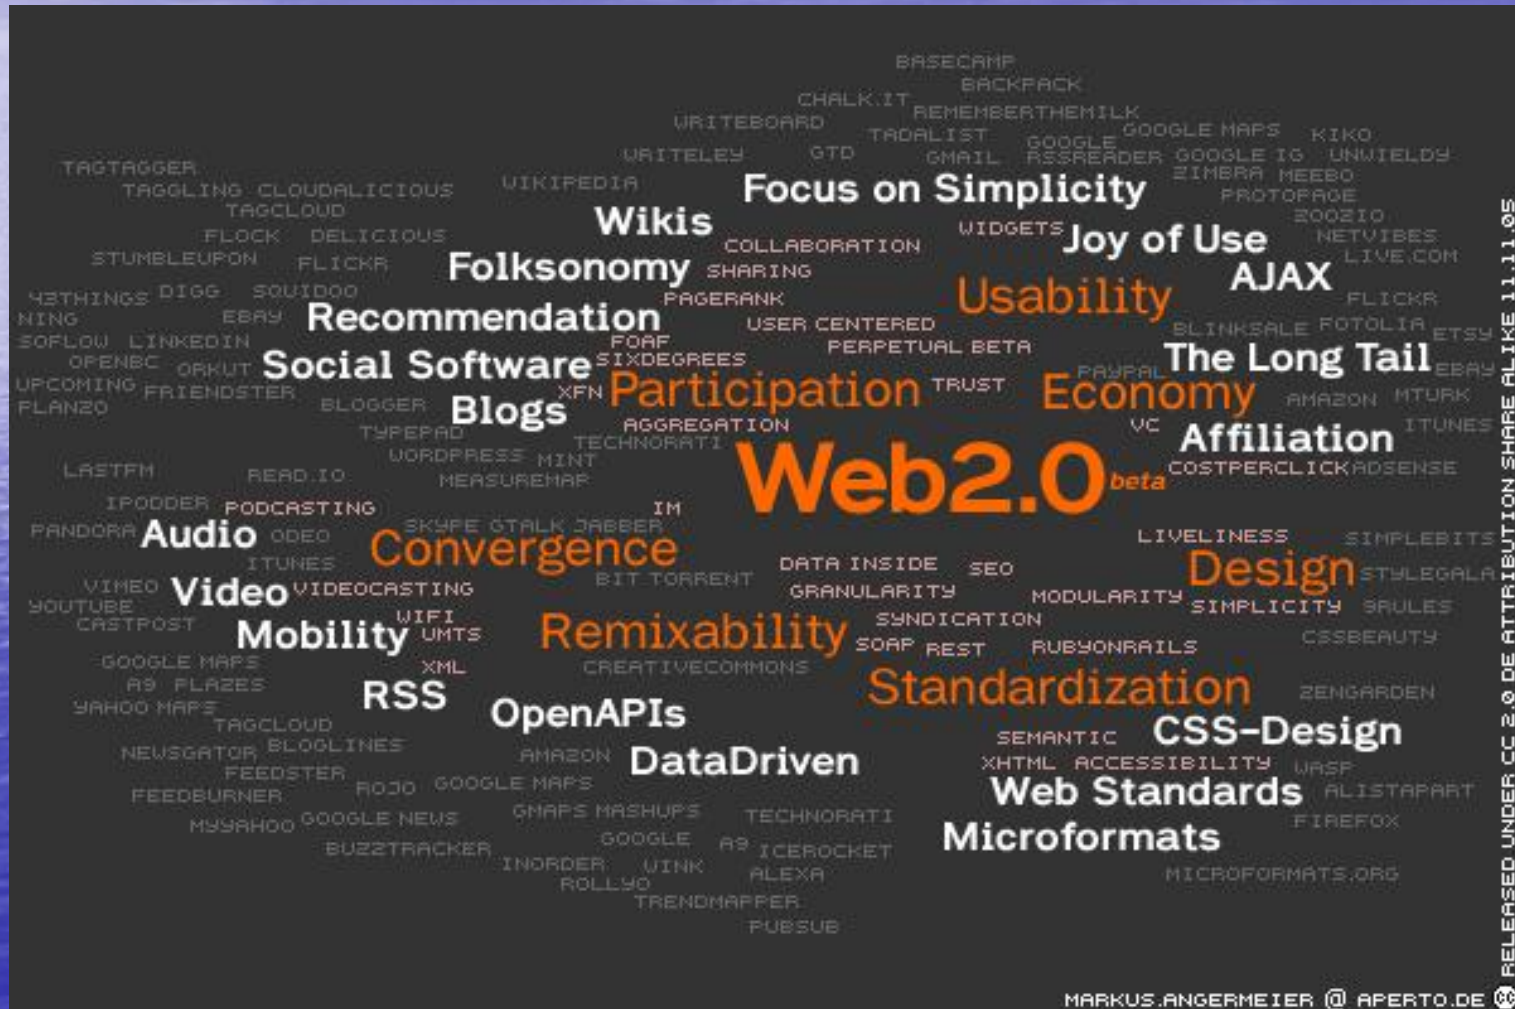 BASECAMP
BACKPACK
CHALK.IT
REMEMBERTHEMILK
WRITEBOARD
TADALIST
GOOGLE MAPS
KIKO
GOOGLE
RSSREADER
WRITELEY
GTD
GMAIL
GOOGLE IG
UNWIELDY
TAGTAGGER
ZIMBRA
MEEBO
TAGGLING
CLOUDALICIOUS
WIKIPEDIA
Focus on Simplicity
PROTOPAGE
TAGCLOUD
Wikis
ZOOZIO
FLOCK
DELICIOUS
COLLABORATION
WIDGETS
Joy of Use
NETVIBES
STUMBLEUPON
FLICKR
Folksonomy
SHARING
LIVE.COM
AJAX
43THINGS
DIGG
SQUIDOO
PAGERANK
Usability
FLICKR
NING
EBAY
Recommendation
USER CENTERED
BLINKSALE
FOTOLIA
ETSY
SOFLOW
LINKEDIN
FOAF
PERPETUAL BETA
OPENBC
ORKUT
Social Software
SIXDEGREES
The Long Tail
PAYPAL
EBAY
UPCOMING
FRIENDSTER
XFN
Participation
TRUST
Economy
AMAZON
MTURK
PLANZO
BLOGGER
Blogs
AGGREGATION
VC
Affiliation
ITUNES
TYPEPAD
TECHNORATI
WORDPRESS
MINT
Web2.0
beta
COSTPERCLICK
ADSENSE
LASTFM
READ.IO
MEASUREMAP
IPODDER
PODCASTING
IM
PANDORA
Audio
ODEO
SKYPE GTALK JABBER
Convergence
LIVELINESS
SIMPLEBITS
ITUNES
BIT TORRENT
DATA INSIDE
SEO
Design
STYLEGALA
VIMEO
Video
VIDEOCASTING
GRANULARITY
MODULARITY
SIMPLICITY
9RULES
YOUTUBE
CASTPOST
Mobility
WIFI
UMTS
Remixability
SYNDICATION
SOAP
REST
RUBYONRAILS
CSSBEAUTY
GOOGLE MAPS
XML
CREATIVECOMMONS
A9
PLAZES
RSS
Standardization
ZENGARDEN
YAHOO MAPS
OpenAPIs
TAGCLOUD
SEMANTIC
CSS-Design
NEWSGATOR
BLOGLINES
AMAZON
DataDriven
XHTML
ACCESSIBILITY
WASP
FEEDSTER
ROJO
GOOGLE MAPS
Web Standards
ALISTAPART
FEEDBURNER
MYYAHOO
GOOGLE NEWS
GMAPS MASHUPS
TECHNORATI
FIREFOX
BUZZTRACKER
GOOGLE
A9
ICEROCKET
Microformats
INORDER
WINK
ALEXA
MICROFORMATS.ORG
ROLLYO
TRENDMAPPER
PUBSUB
MARKUS.ANGERMEIER @ APERTO.DE
RELEASED UNDER CC 2.0 DE ATTRIBUTION SHARE ALIKE 11.11.05